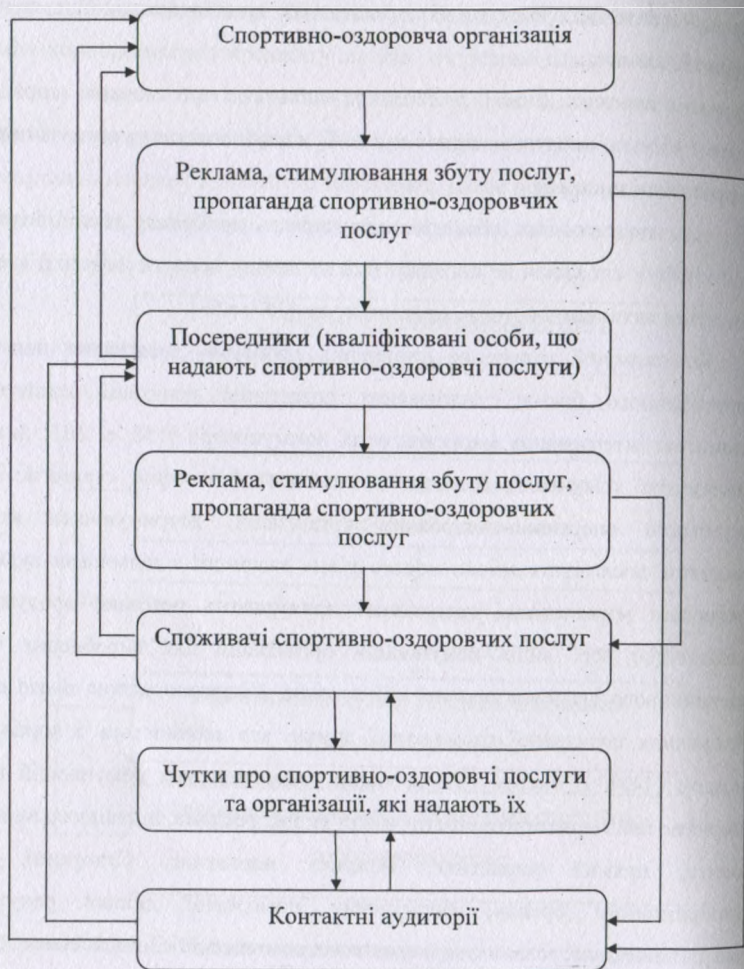 Спортивно-оздоровча організація
Реклама, стимулювання збуту послуг,
пропаганда спортивно-оздоровчих
послуг
Посередники (кваліфіковані особи, що
надають спортивно-оздоровчі послуги)
Реклама, стимулювання збуту послуг,
пропаганда спортивно-оздоровчих
послуг
Споживачі спортивно-оздоровчих послуг
Чутки про спортивно-оздоровчі послуги
та організації, які надають їх
Контактні аудиторії